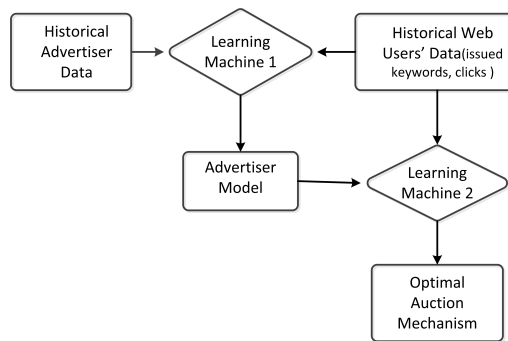 Historical
Advertiser
Data
Learning
Machine 1
Historical Web
Users' Data(issued
keywords, clicks )
Advertiser
Model
Learning
Machine 2
Optimal
Auction
Mechanism